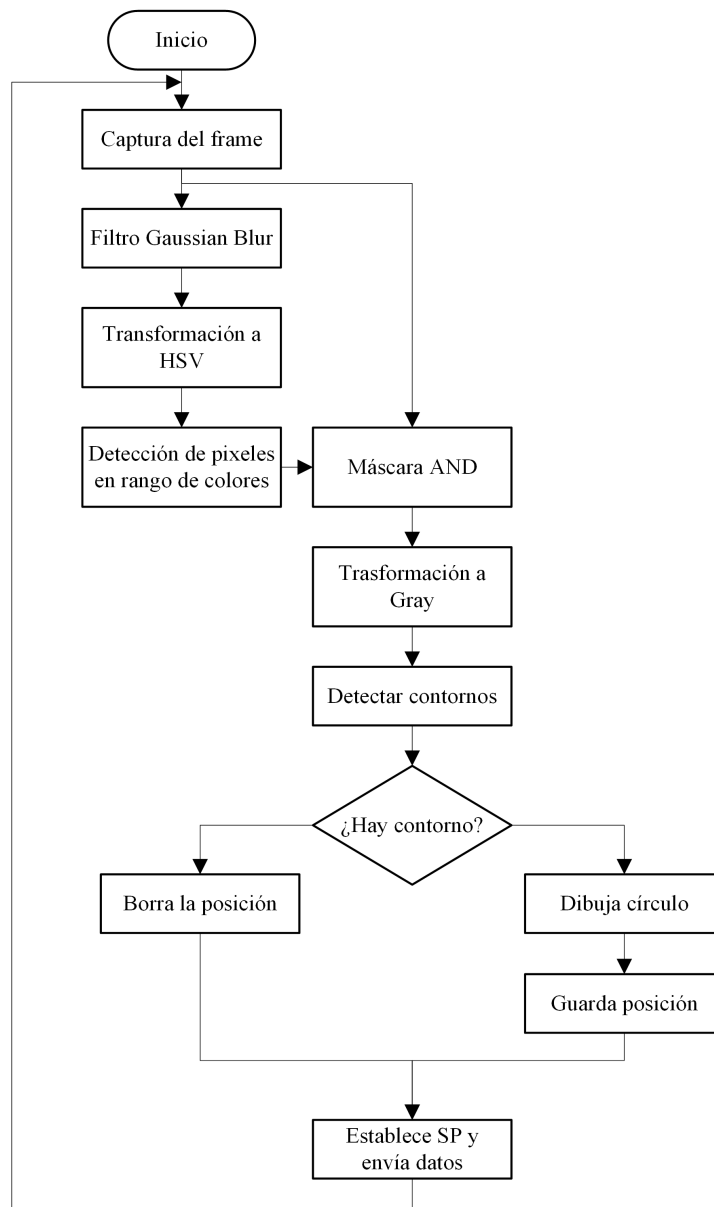 Inicio
Captura del frame
Filtro Gaussian Blur
Transformación a
HSV
Detección de pixeles
en rango de colores
Máscara AND
Trasformación a
Gray
Detectar contornos
¿Hay contorno?
Borra la posición
Dibuja círculo
Guarda posición
Establece SP y
envía datos